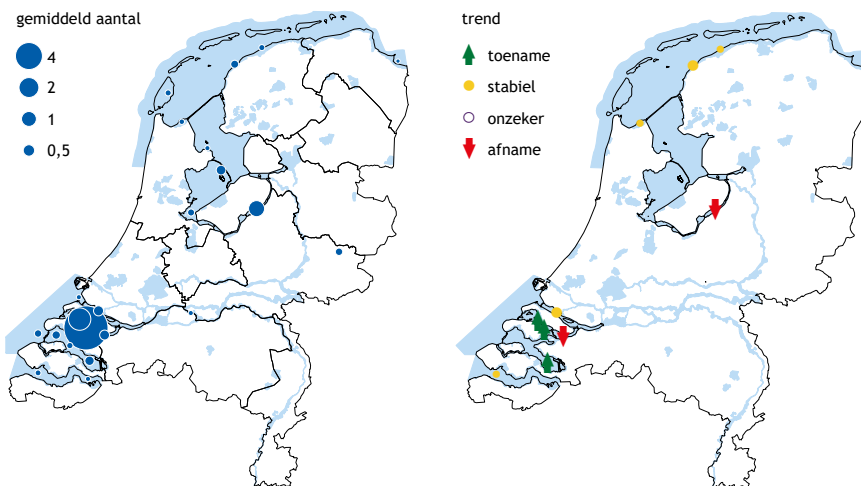 gemiddeld aantal
4
2
1
0,5
trend
toename
stabiel
onzeker
afname